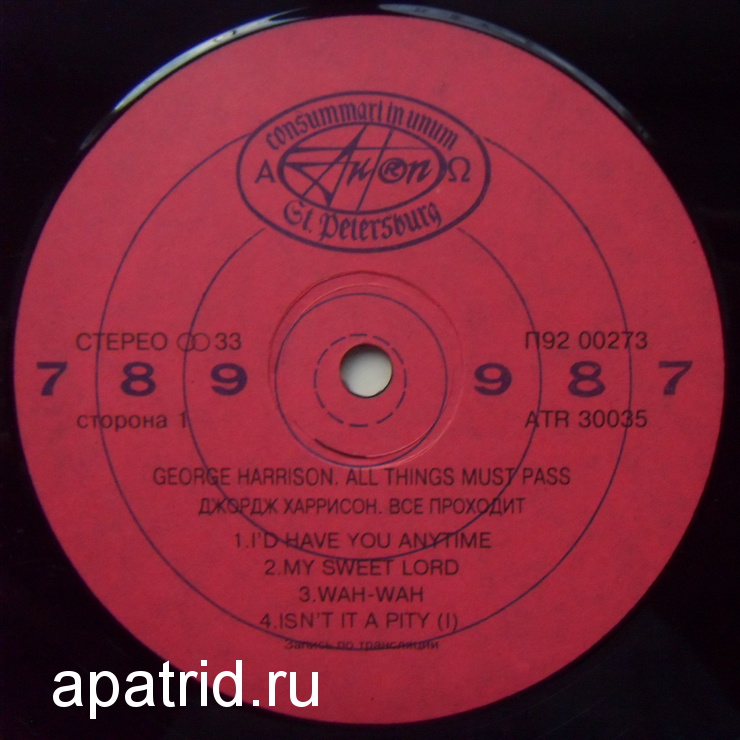 consummari in unum
Α АнтRоп Ω
St. Petersburg
СТЕРЕО 33 П92 00273
7 8 9 9 8 7
сторона 1 ATR 30035
GEORGE HARRISON. ALL THINGS MUST PASS
ДЖОРДЖ ХАРРИСОН. ВСЕ ПРОХОДИТ
1.I'D HAVE YOU ANYTIME
2.MY SWEET LORD
3.WAH-WAH
4.ISN'T IT A PITY (I)
Запись по трансляции
apatrid.ru